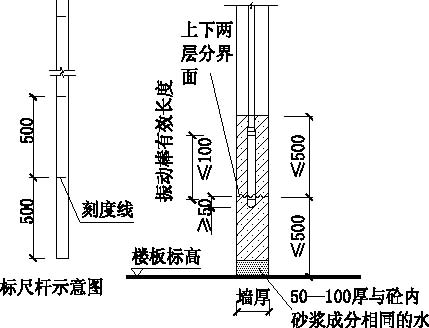 上下两
层分界
面
振动棒有效长度
≤100
≥50
≤500
≤500
500
500
刻度线
楼板标高
标尺杆示意图
墙厚
50—100厚与砼内
砂浆成分相同的水